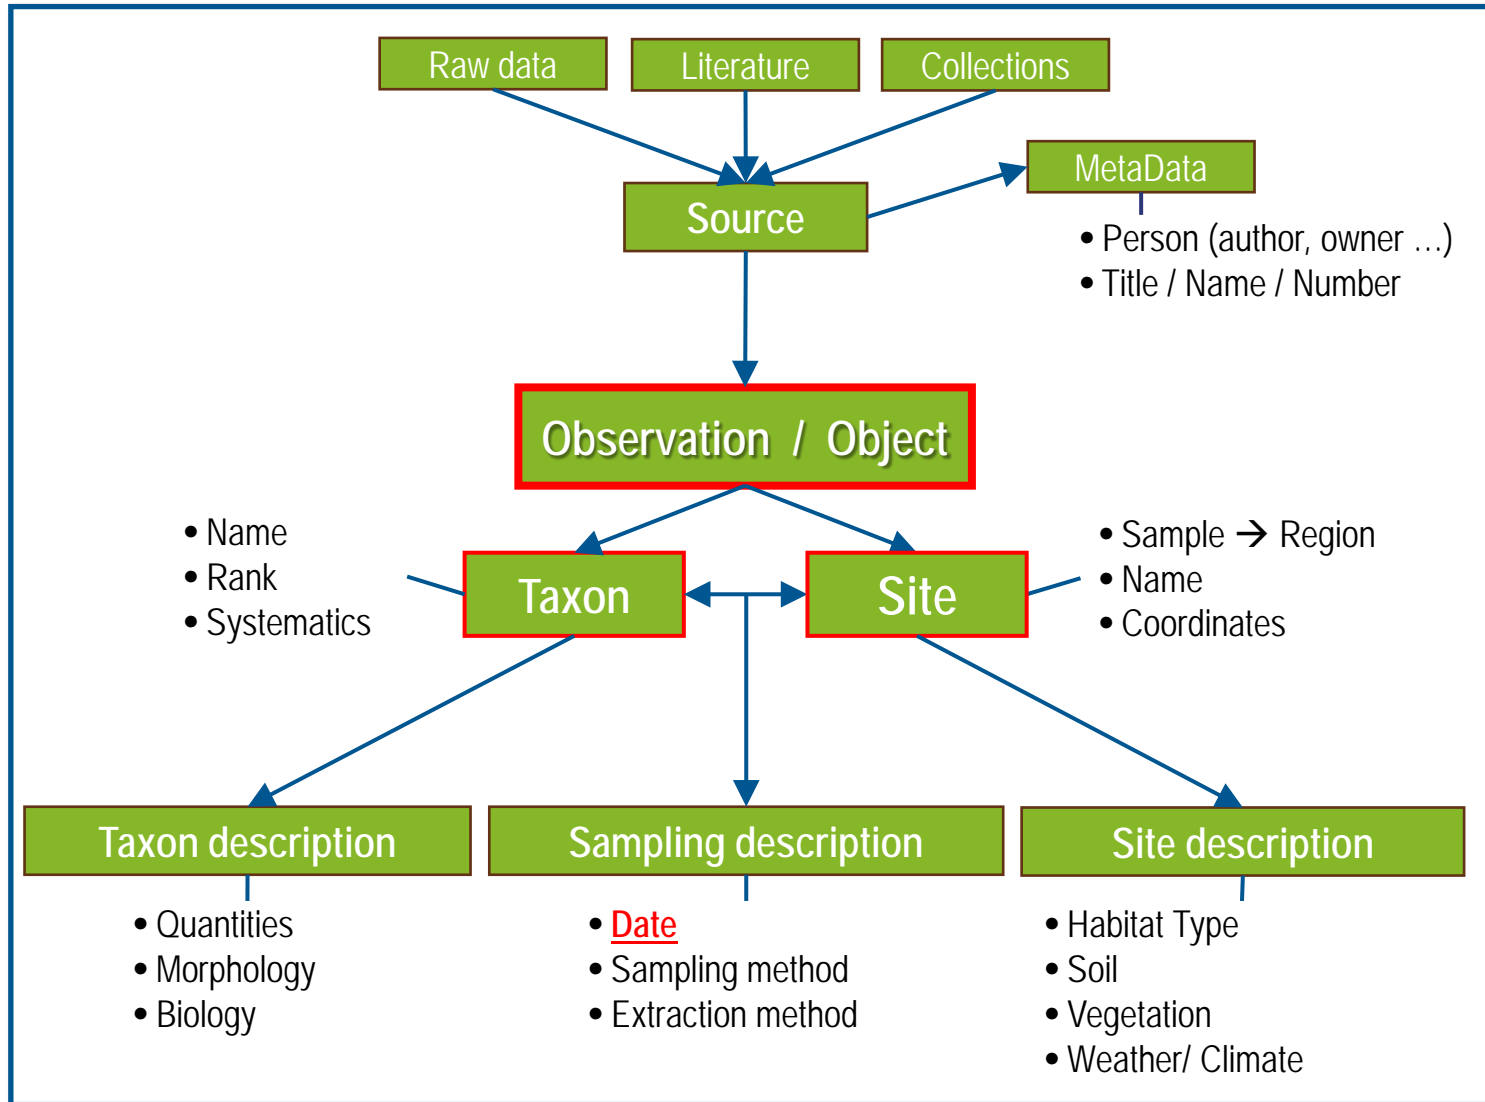 Raw data
Literature
Collections
MetaData
Source
• Person (author, owner …)
• Title / Name / Number
Observation / Object
• Name
• Rank
• Systematics
Taxon
Site
• Sample → Region
• Name
• Coordinates
Taxon description
Sampling description
Site description
• Quantities
• Morphology
• Biology
• Date
• Sampling method
• Extraction method
• Habitat Type
• Soil
• Vegetation
• Weather/ Climate